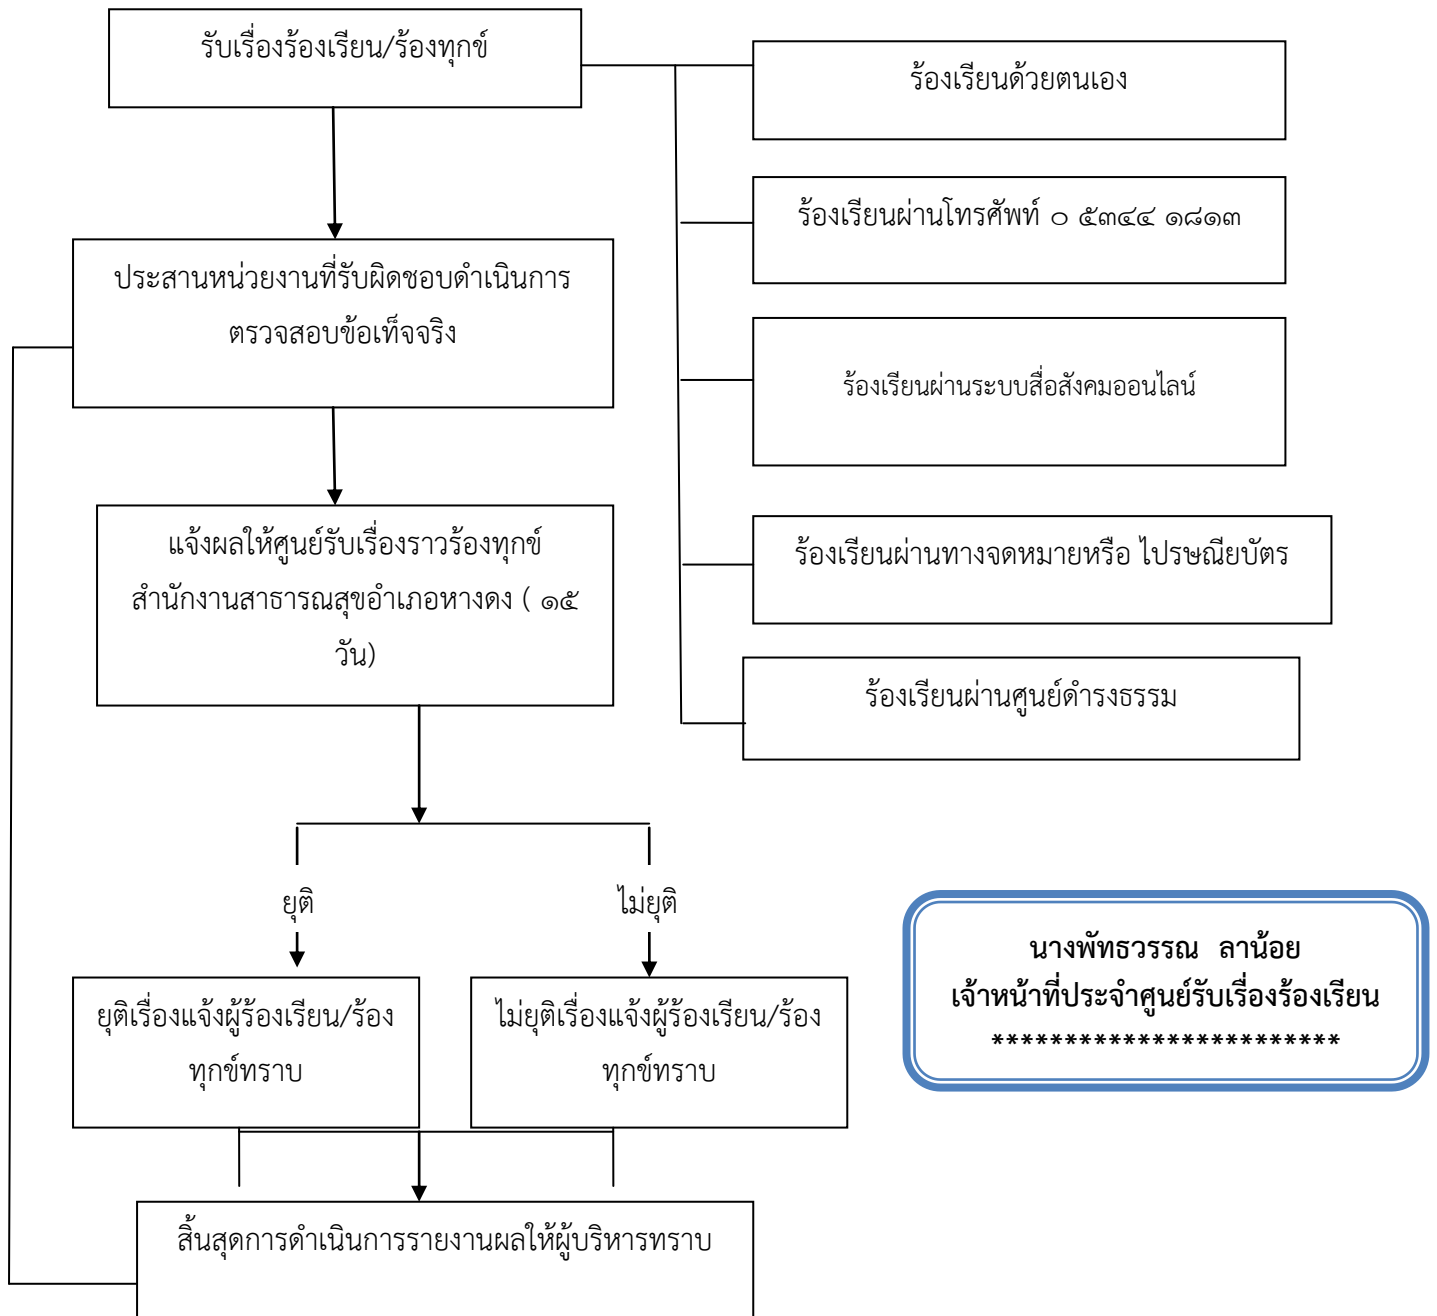 รับเรื่องร้องเรียน/ร้องทุกข์
ร้องเรียนด้วยตนเอง
ร้องเรียนผ่านโทรศัพท์ ๐ ๕๓๔๔ ๑๘๑๓
ประสานหน่วยงานที่รับผิดชอบดำเนินการ
ตรวจสอบข้อเท็จจริง
ร้องเรียนผ่านระบบสื่อสังคมออนไลน์
แจ้งผลให้ศูนย์รับเรื่องราวร้องทุกข์
สำนักงานสาธารณสุขอำเภอหางดง ( ๑๕
วัน)
ร้องเรียนผ่านทางจดหมายหรือ ไปรษณียบัตร
ร้องเรียนผ่านศูนย์ดำรงธรรม
ยุติ
ไม่ยุติ
ยุติเรื่องแจ้งผู้ร้องเรียน/ร้อง
ทุกข์ทราบ
ไม่ยุติเรื่องแจ้งผู้ร้องเรียน/ร้อง
ทุกข์ทราบ
นางพัทธวรรณ ลาน้อย
เจ้าหน้าที่ประจำศูนย์รับเรื่องร้องเรียน
************************
สิ้นสุดการดำเนินการรายงานผลให้ผู้บริหารทราบ